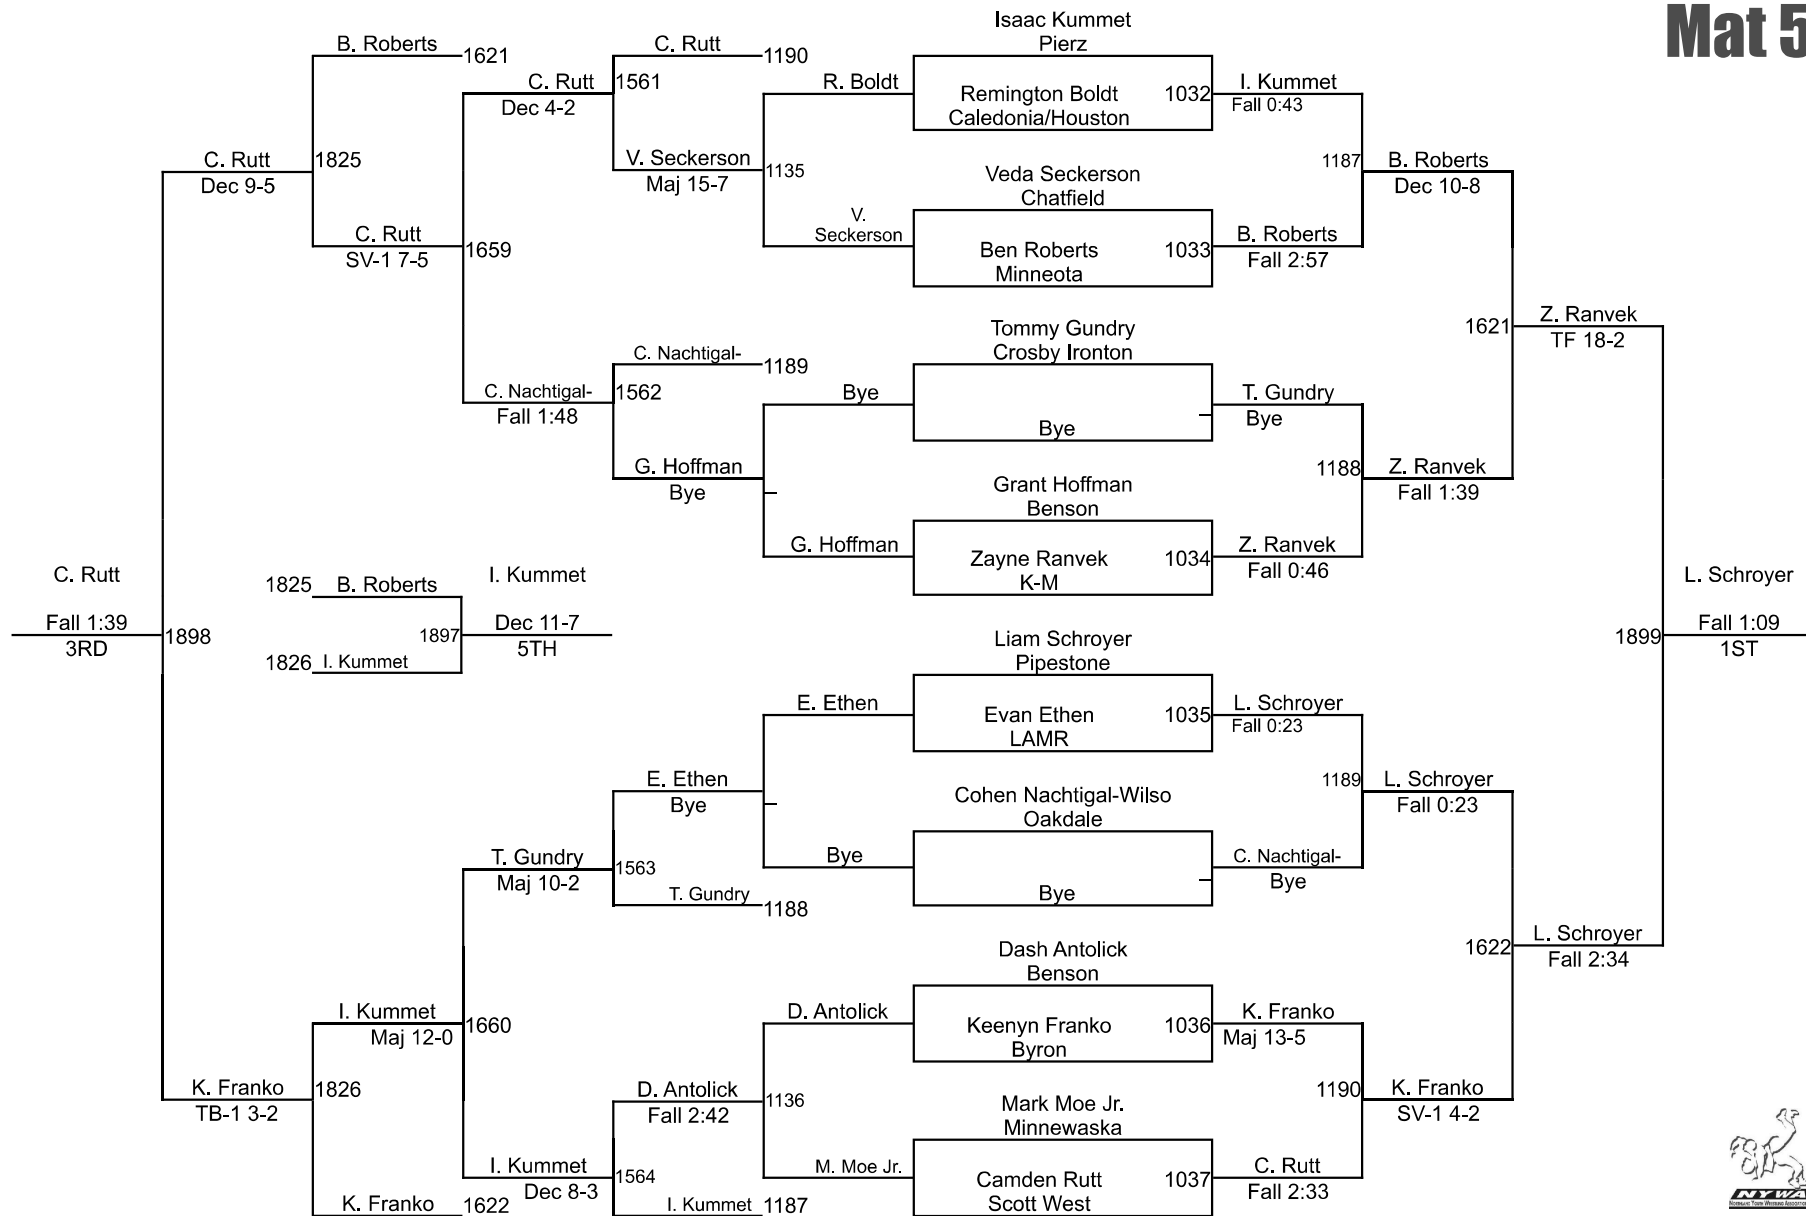 Mat 5
Isaac Kummet
Pierz
B. Roberts
1621
C. Rutt
1190
C. Rutt
Dec 4-2
1561
R. Boldt
Remington Boldt
Caledonia/Houston
1032
I. Kummet
Fall 0:43
C. Rutt
Dec 9-5
1825
V. Seckerson
Maj 15-7
1135
Veda Seckerson
Chatfield
1187
B. Roberts
Dec 10-8
C. Rutt
SV-1 7-5
1659
V.
Seckerson
Ben Roberts
Minneota
1033
B. Roberts
Fall 2:57
Tommy Gundry
Crosby Ironton
1621
Z. Ranvek
TF 18-2
C. Nachtigal-
1189
C. Nachtigal-
Fall 1:48
1562
Bye
Bye
T. Gundry
Bye
G. Hoffman
Bye
Grant Hoffman
Benson
1188
Z. Ranvek
Fall 1:39
G. Hoffman
Zayne Ranvek
K-M
1034
Z. Ranvek
Fall 0:46
C. Rutt
Fall 1:39
3RD
1898
1825
B. Roberts
1826
I. Kummet
1897
I. Kummet
Dec 11-7
5TH
Liam Schroyer
Pipestone
1899
L. Schroyer
Fall 1:09
1ST
E. Ethen
Evan Ethen
LAMR
1035
L. Schroyer
Fall 0:23
E. Ethen
Bye
Cohen Nachtigal-Wilso
Oakdale
1189
L. Schroyer
Fall 0:23
T. Gundry
Maj 10-2
1563
Bye
Bye
C. Nachtigal-
Bye
T. Gundry
1188
Dash Antolick
Benson
1622
L. Schroyer
Fall 2:34
I. Kummet
Maj 12-0
1660
D. Antolick
Keenyn Franko
Byron
1036
K. Franko
Maj 13-5
K. Franko
TB-1 3-2
1826
D. Antolick
Fall 2:42
1136
Mark Moe Jr.
Minnewaska
1190
K. Franko
SV-1 4-2
I. Kummet
Dec 8-3
1564
M. Moe Jr.
Camden Rutt
Scott West
1037
C. Rutt
Fall 2:33
K. Franko
1622
I. Kummet
1187
NYWA